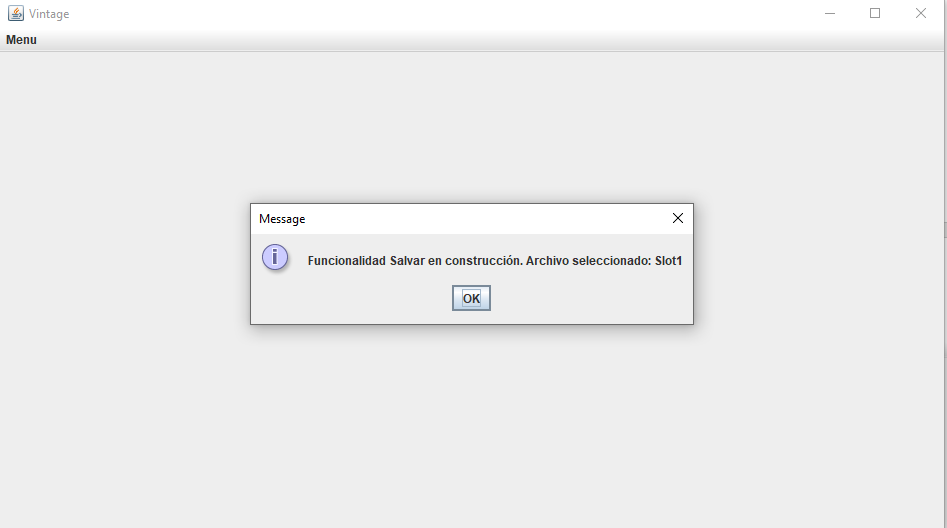 Vintage
Menu
Message
Funcionalidad Salvar en construcción. Archivo seleccionado: Slot1
OK